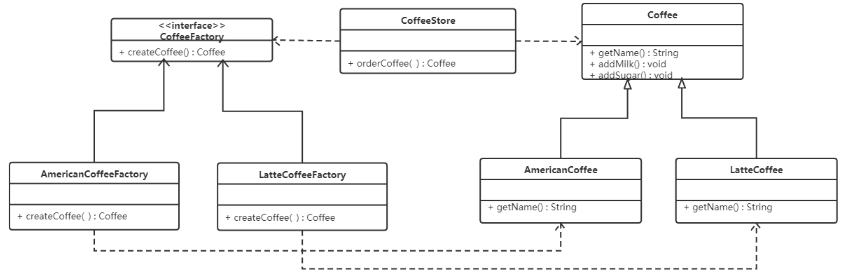 <<interface>>
CoffeeFactory
+ createCoffee() : Coffee
CoffeeStore
+ orderCoffee( ) : Coffee
Coffee
+ getName() : String
+ addMilk() : void
+ addSugar() : void
AmericanCoffeeFactory
+ createCoffee( ) : Coffee
LatteCoffeeFactory
+ createCoffee( ) : Coffee
AmericanCoffee
+ getName() : String
LatteCoffee
+ getName() : String